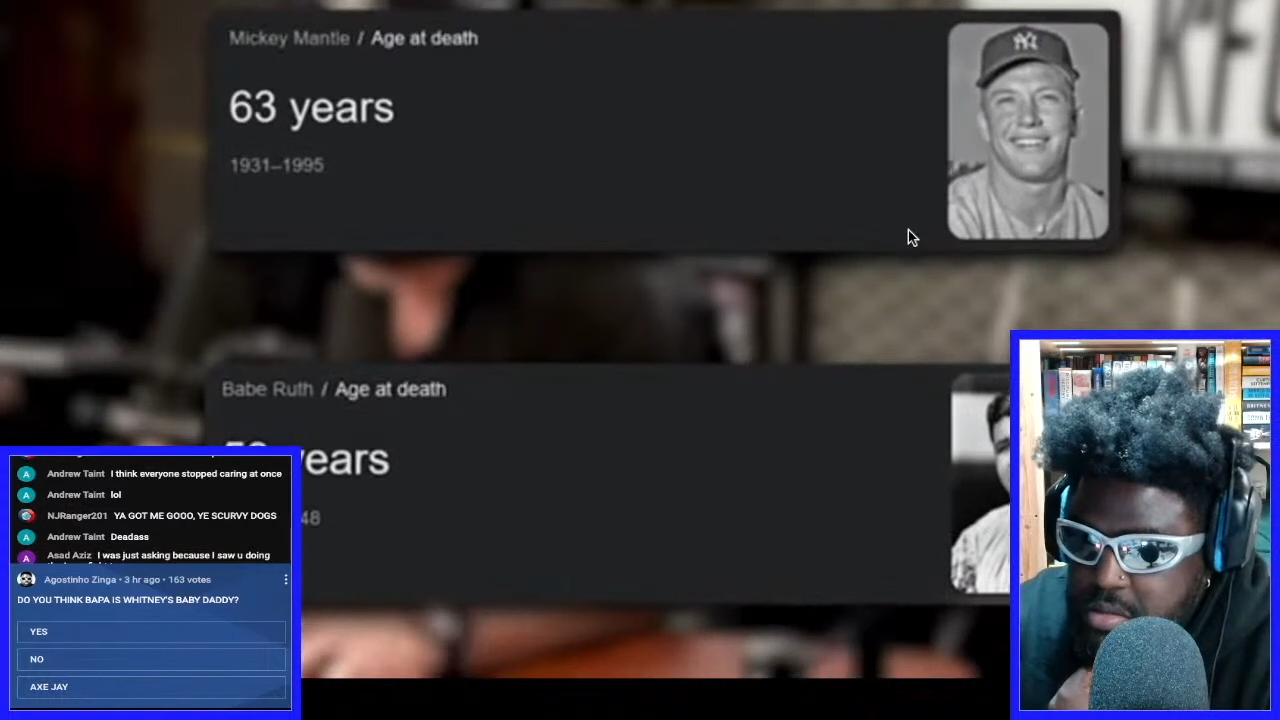 Mickey Mantle / Age at death
63 years
1931–1995
Babe Ruth / Age at death
years
48
Andrew Taint I think everyone stopped caring at once
Andrew Taint lol
NJRanger201 YA GOT ME GOOO, YE SCURVY DOGS
Andrew Taint Deadass
Asad Aziz I was just asking because I saw u doing
Agostinho Zinga • 3 hr ago • 163 votes
DO YOU THINK BAPA IS WHITNEY'S BABY DADDY?
YES
NO
AXE JAY